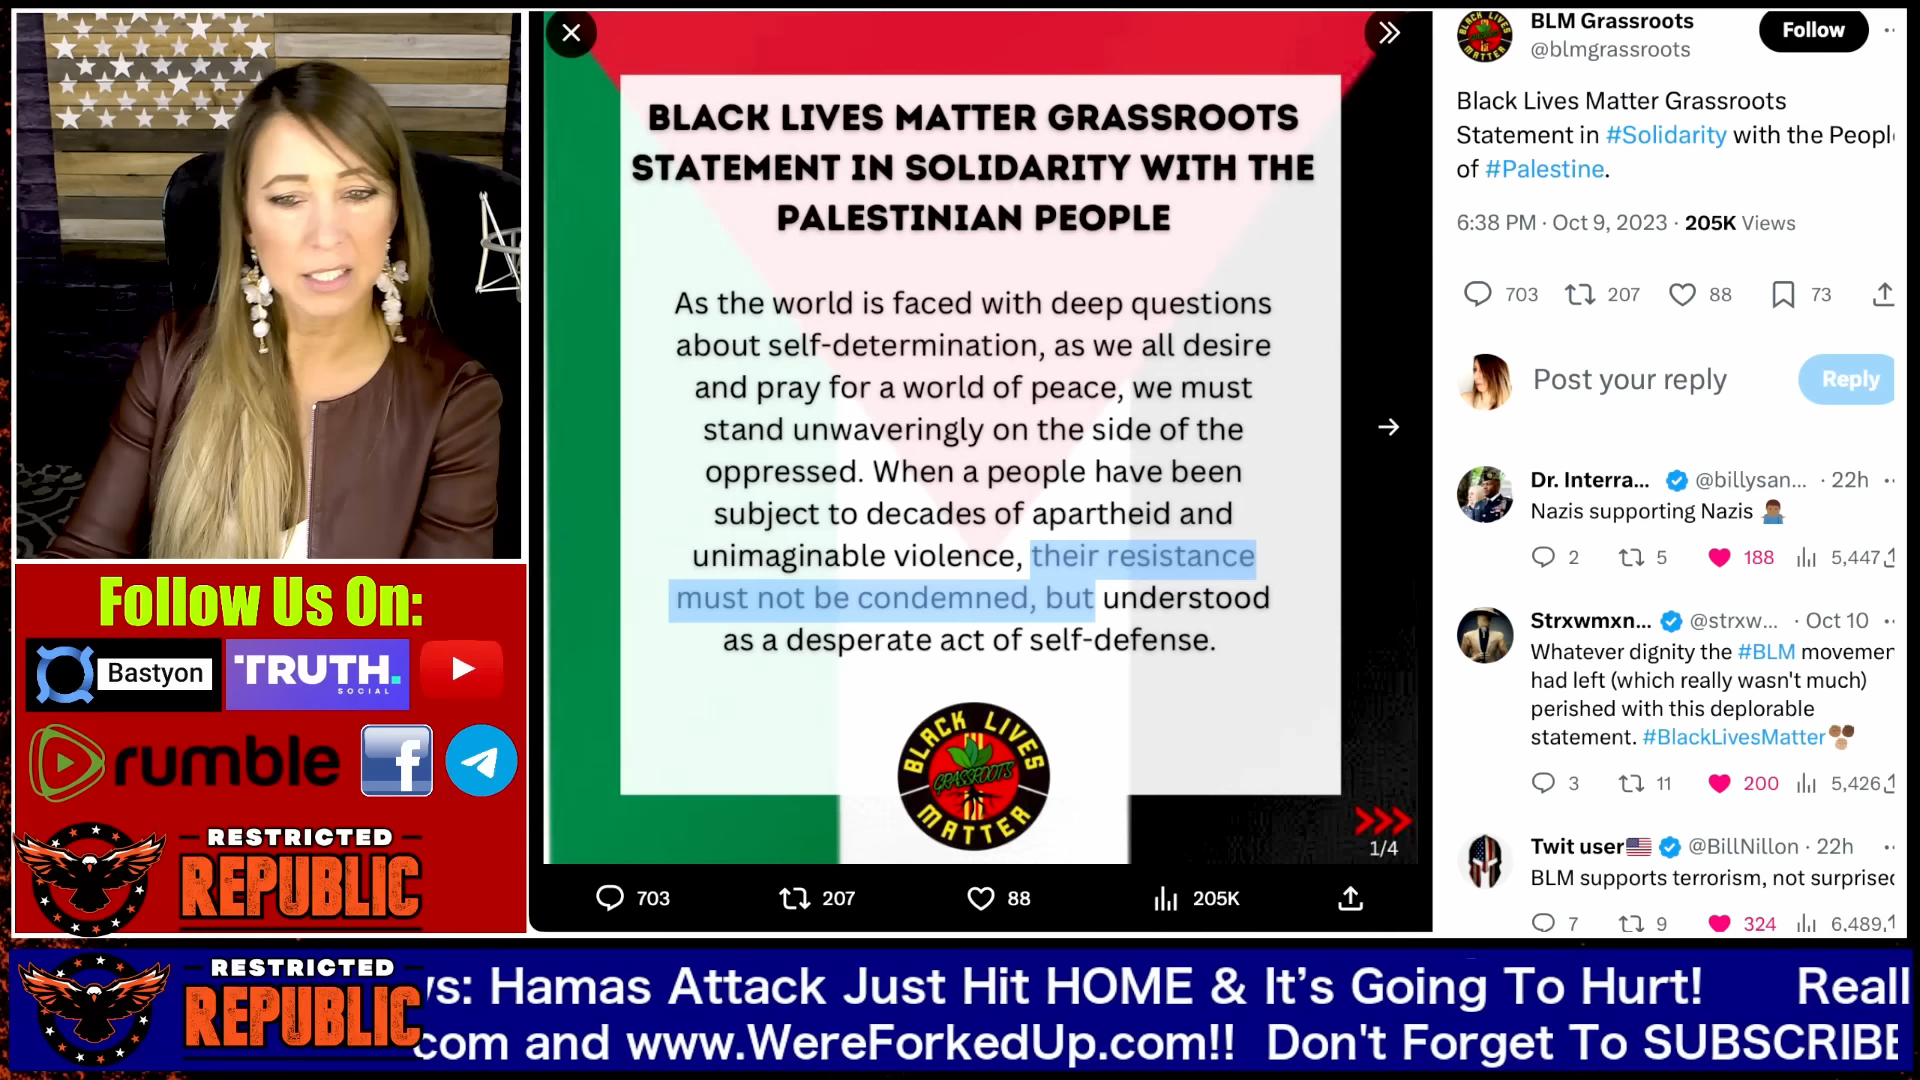 BLACK LIVES MATTER GRASSROOTS
STATEMENT IN SOLIDARITY WITH THE
PALESTINIAN PEOPLE
As the world is faced with deep questions
about self-determination, as we all desire
and pray for a world of peace, we must
stand unwaveringly on the side of the
oppressed. When a people have been
subject to decades of apartheid and
unimaginable violence, their resistance
must not be condemned, but understood
as a desperate act of self-defense.
BLACK LIVES
GRASSROOTS
MATTER
1/4
703
207
88
205K
BLACK LIVES
MATTER
BLM Grassroots
@blmgrassroots
Follow
Black Lives Matter Grassroots
Statement in #Solidarity with the People
of #Palestine.
6:38 PM · Oct 9, 2023 · 205K Views
703 207 88 73
Post your reply
Reply
Dr. Interra... @billysan... · 22h
Nazis supporting Nazis
2 5 188 5,447
Strxwmxn... @strxw... · Oct 10
Whatever dignity the #BLM movemen
had left (which really wasn't much)
perished with this deplorable
statement. #BlackLivesMatter
3 11 200 5,426
Twit user @BillNillon · 22h
BLM supports terrorism, not surprised
7 9 324 6,489
Follow Us On:
Bastyon
TRUTH.
SOCIAL
rumble
f
RESTRICTED
REPUBLIC
RESTRICTED
REPUBLIC
ys: Hamas Attack Just Hit HOME & It's Going To Hurt! Reall
com and www.WereForkedUp.com!! Don't Forget To SUBSCRIBE